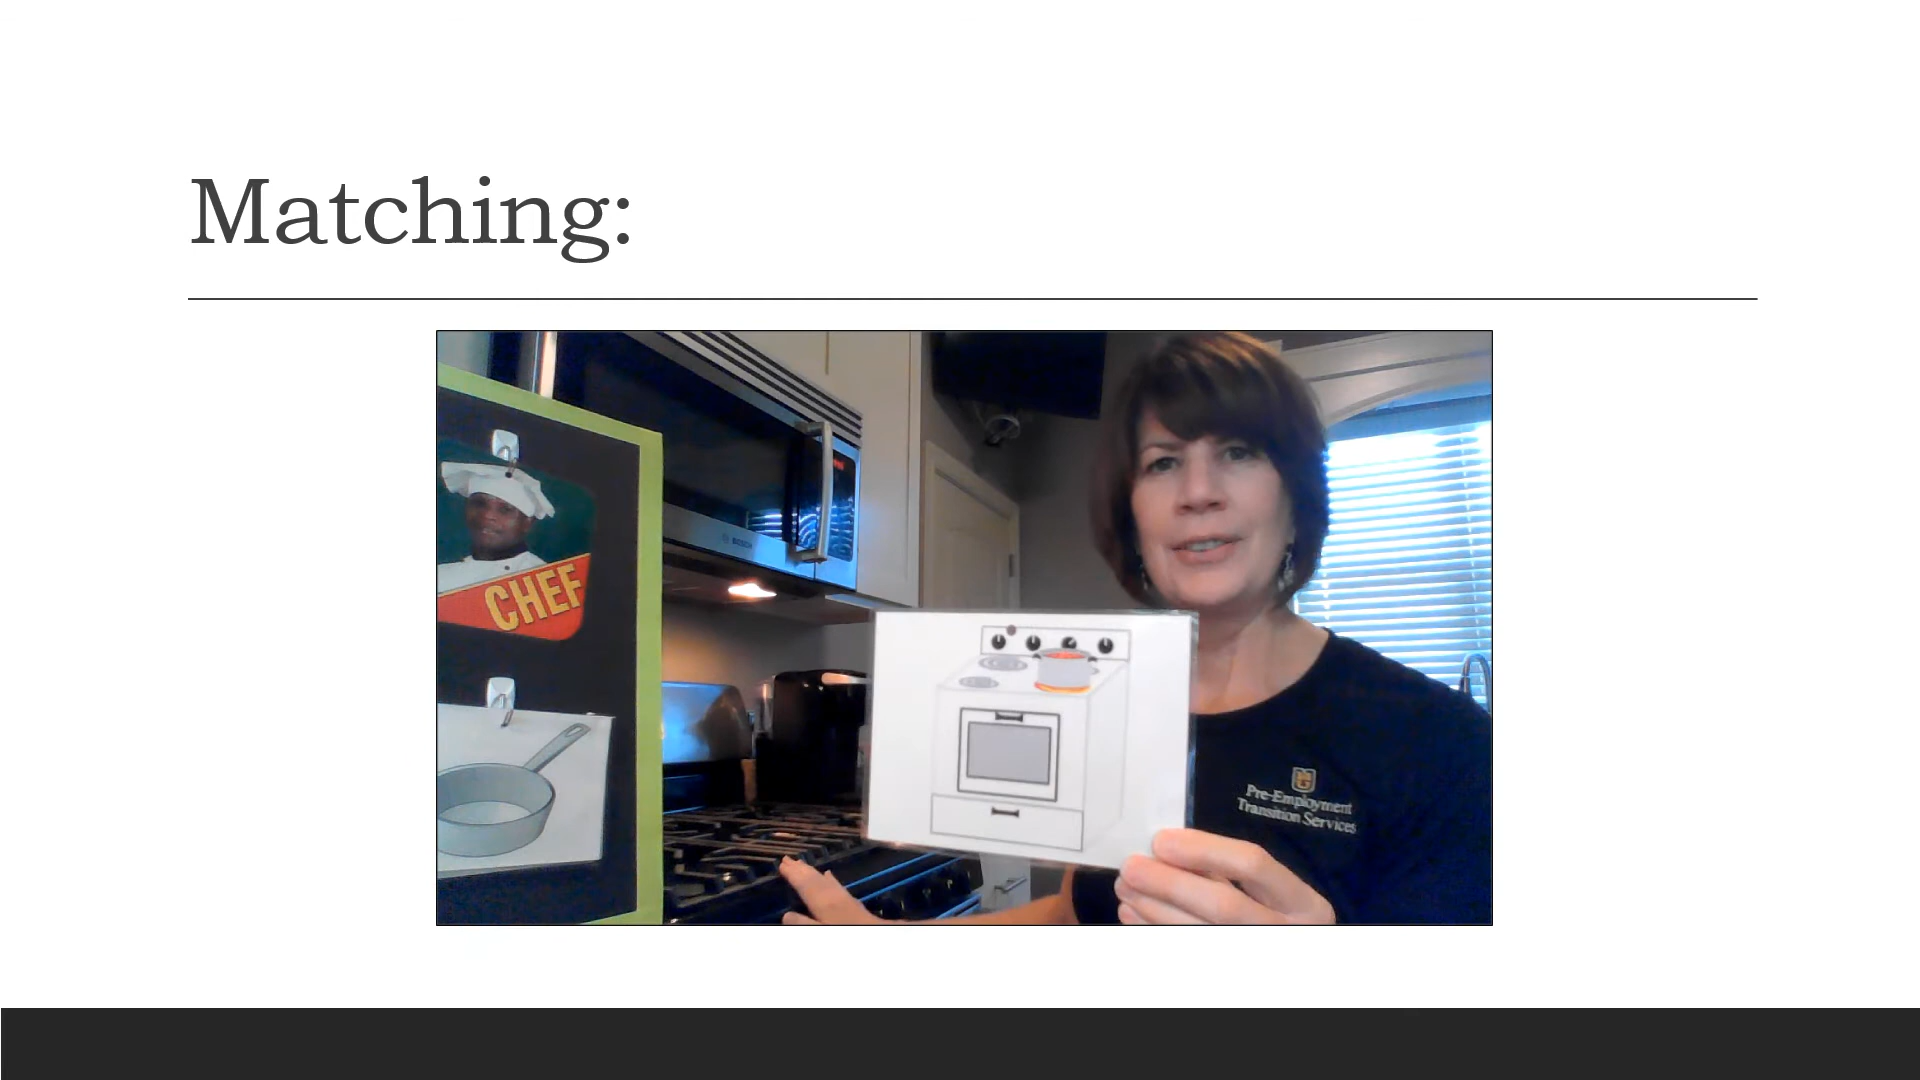 Matching:
CHEF
BOSCH
Pre-Employment
Transition Services